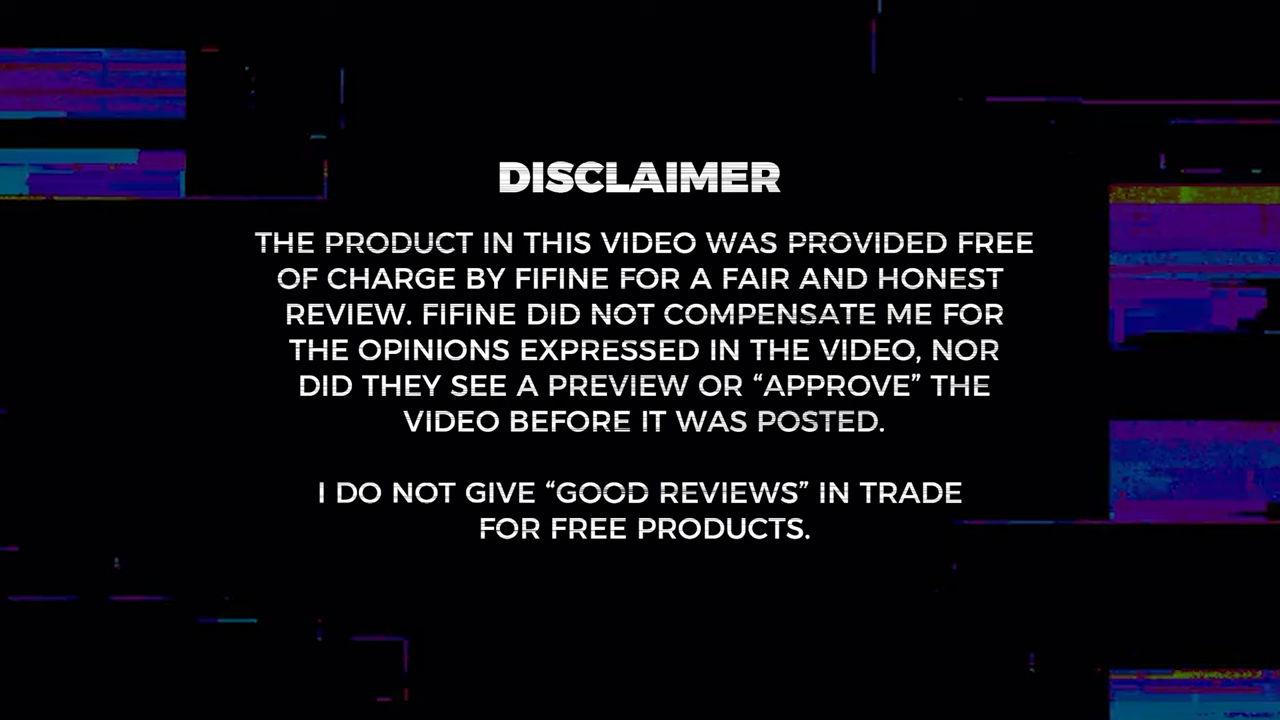 DISCLAIMER
THE PRODUCT IN THIS VIDEO WAS PROVIDED FREE
OF CHARGE BY FIFINE FOR A FAIR AND HONEST
REVIEW. FIFINE DID NOT COMPENSATE ME FOR
THE OPINIONS EXPRESSED IN THE VIDEO, NOR
DID THEY SEE A PREVIEW OR “APPROVE” THE
VIDEO BEFORE IT WAS POSTED.
I DO NOT GIVE “GOOD REVIEWS” IN TRADE
FOR FREE PRODUCTS.